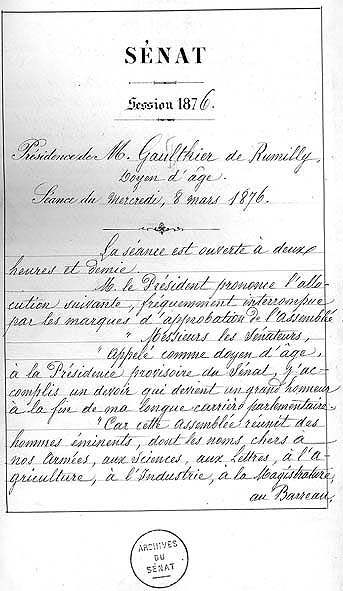 SÉNAT
Session 1876.
Présidence de M. Gaulthier de Rumilly,
Doyen d'âge.
Séance du Mercredi, 8 mars 1876.
La séance est ouverte à deux
heures et demie.
M. le Président prononce l'allo-
cution suivante, fréquemment interrompue
par les marques d'approbation de l'Assemblée
" Messieurs les Sénateurs,
" Appelé comme doyen d'âge,
à la Présidence provisoire du Sénat, j'ac-
complis un devoir qui devient un grand honneur
à la fin de ma longue carrière parlementaire.
" Car cette Assemblée réunit des
hommes éminents, dont les noms, chers à
nos Armées, aux Sciences, aux Lettres, à l'A-
griculture, à l'Industrie, à la Magistrature,
au Barreau,
ARCHIVES
DU
SÉNAT